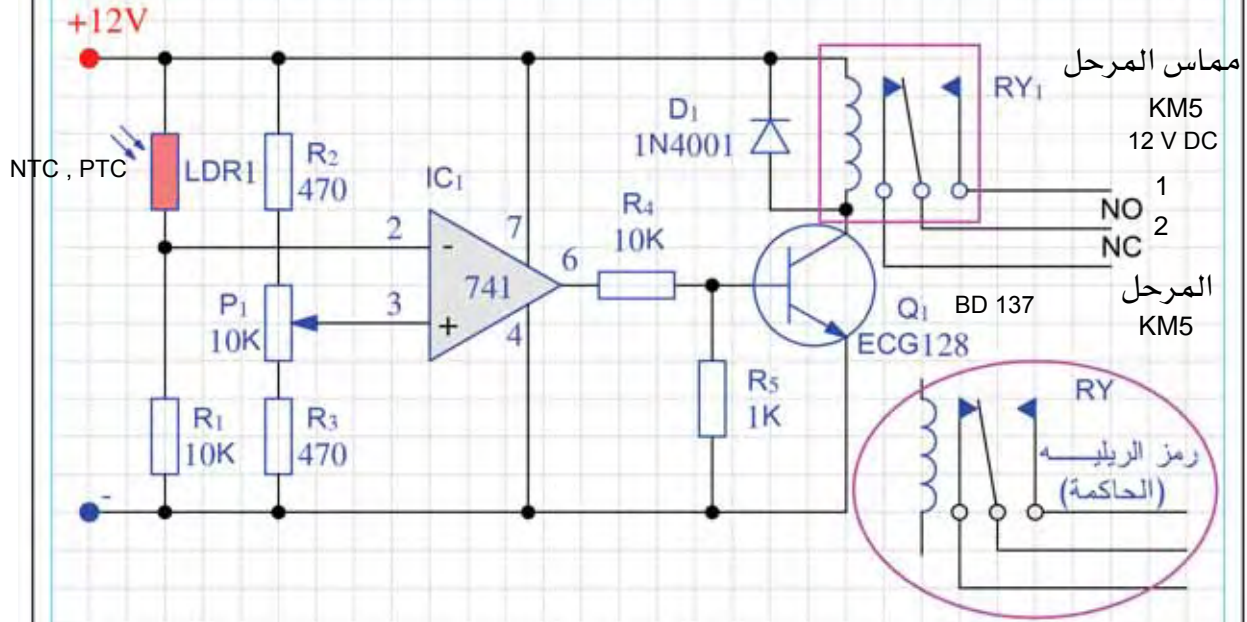 +12V
مماس المرحل
KM5
12 V DC
RY1
D1
1N4001
NTC , PTC
LDR1
R2
470
IC1
2
-
7
741
6
3
+
4
R4
10K
1
NO
2
NC
المرحل
KM5
P1
10K
Q1
BD 137
ECG128
R1
10K
R3
470
R5
1K
-
RY
رمز الريليـــــه
(الحاكمة)